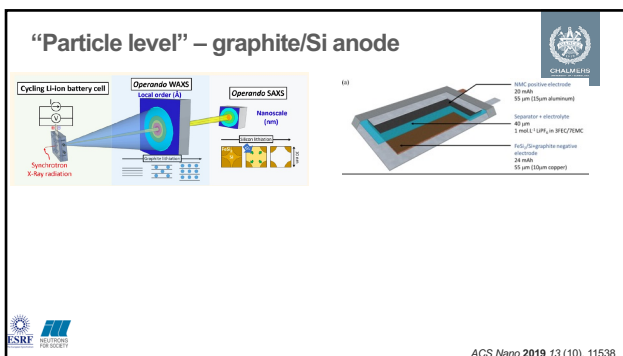 “Particle level” – graphite/Si anode
CHALMERS
Cycling Li-ion battery cell
Operando WAXS
Local order (Å)
Operando SAXS
Nanoscale
(nm)
I
V
Synchrotron
X-Ray radiation
Graphite lithiation
Silicon lithiation
FeSi₂
Si
(a)
NMC positive electrode
20 mAh
55 µm (15µm aluminum)
Separator + electrolyte
40 µm
1 mol.L⁻¹ LiPF₆ in 3FEC/7EMC
FeSi₂/Si+graphite negative
electrode
24 mAh
55 µm (10µm copper)
ESRF
NEUTRONS
FOR SOCIETY
ACS Nano 2019 13 (10), 11538